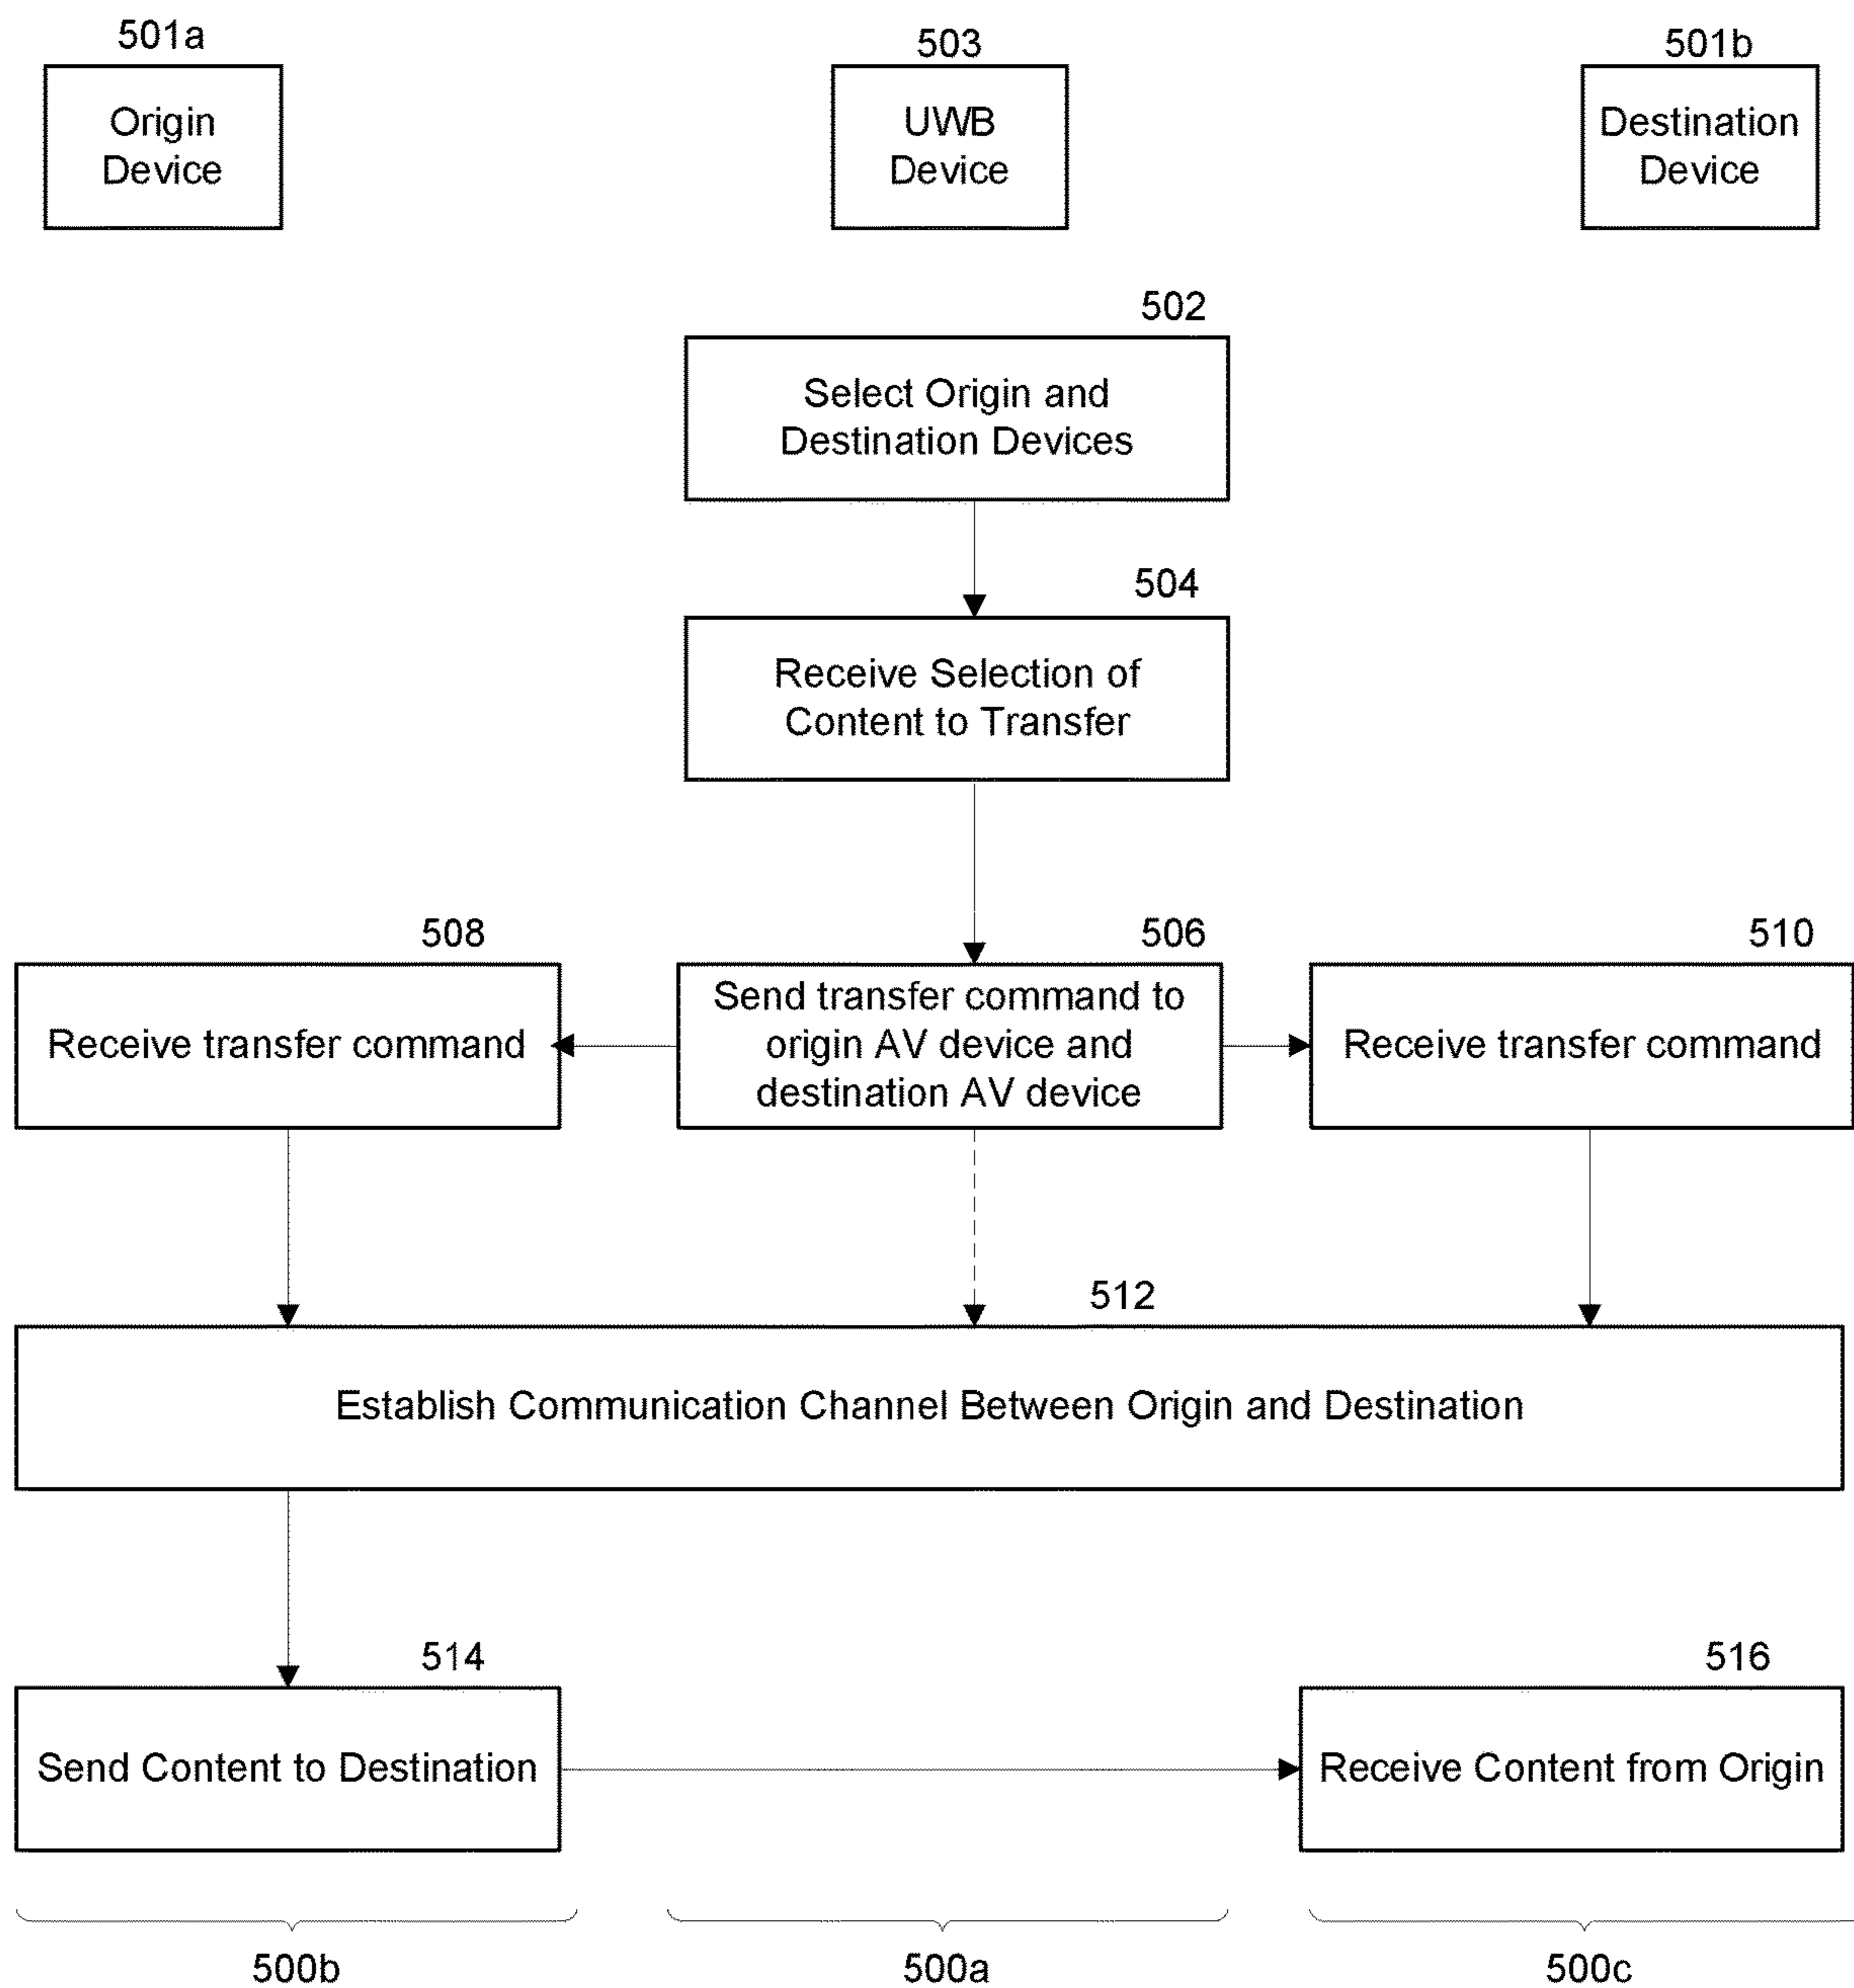 501a
503
501b
Origin
Device
UWB
Device
Destination
Device
502
Select Origin and
Destination Devices
504
Receive Selection of
Content to Transfer
508
506
510
Receive transfer command
Send transfer command to
origin AV device and
destination AV device
Receive transfer command
512
Establish Communication Channel Between Origin and Destination
514
516
Send Content to Destination
Receive Content from Origin
500b
500a
500c